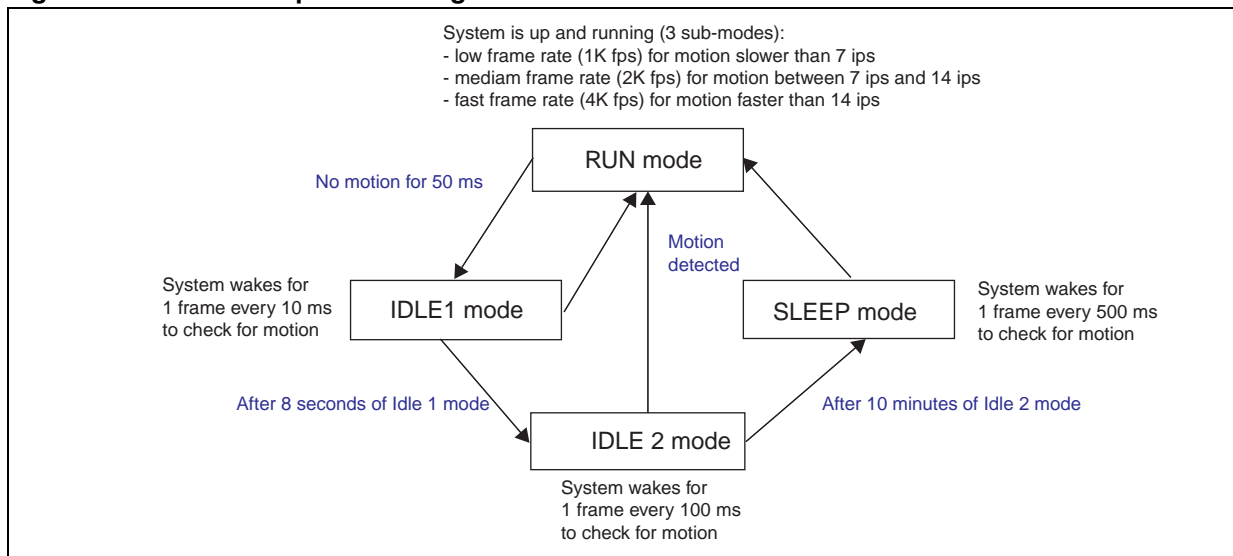 System is up and running (3 sub-modes):
- low frame rate (1K fps) for motion slower than 7 ips
- mediam frame rate (2K fps) for motion between 7 ips and 14 ips
- fast frame rate (4K fps) for motion faster than 14 ips
RUN mode
No motion for 50 ms
Motion
detected
System wakes for
1 frame every 10 ms
to check for motion
IDLE1 mode
SLEEP mode
System wakes for
1 frame every 500 ms
to check for motion
After 8 seconds of Idle 1 mode
After 10 minutes of Idle 2 mode
IDLE 2 mode
System wakes for
1 frame every 100 ms
to check for motion